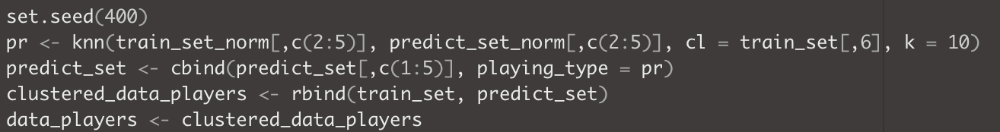 set.seed(400)
pr <- knn(train_set_norm[,c(2:5)], predict_set_norm[,c(2:5)], cl = train_set[,6], k = 10)
predict_set <- cbind(predict_set[,c(1:5)], playing_type = pr)
clustered_data_players <- rbind(train_set, predict_set)
data_players <- clustered_data_players